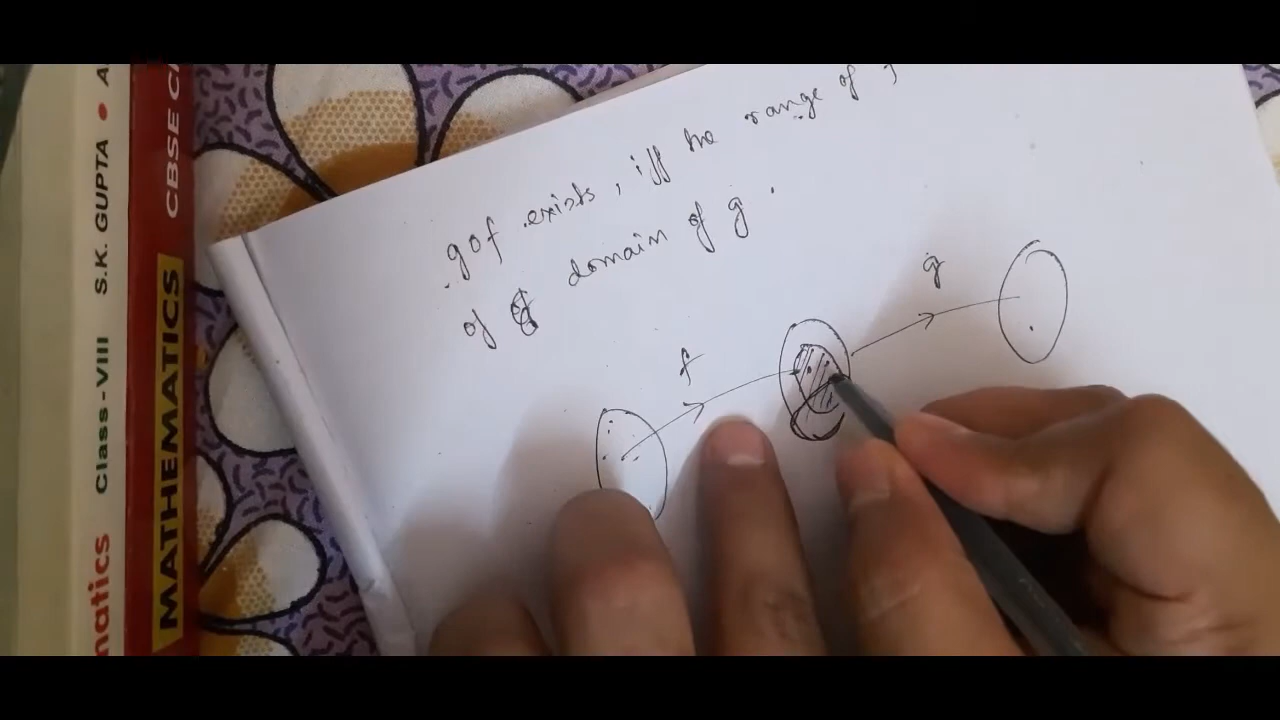 gof exists, iff the range of f
of domain of g.
f
g
MATHEMATICS
CBSE
Class-VIII S.K. GUPTA • A
matics